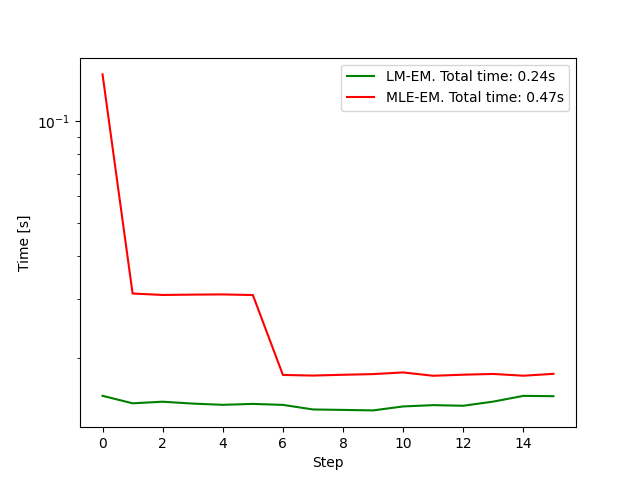 LM-EM. Total time: 0.24s
MLE-EM. Total time: 0.47s
10⁻¹
Time [s]
0 2 4 6 8 10 12 14
Step